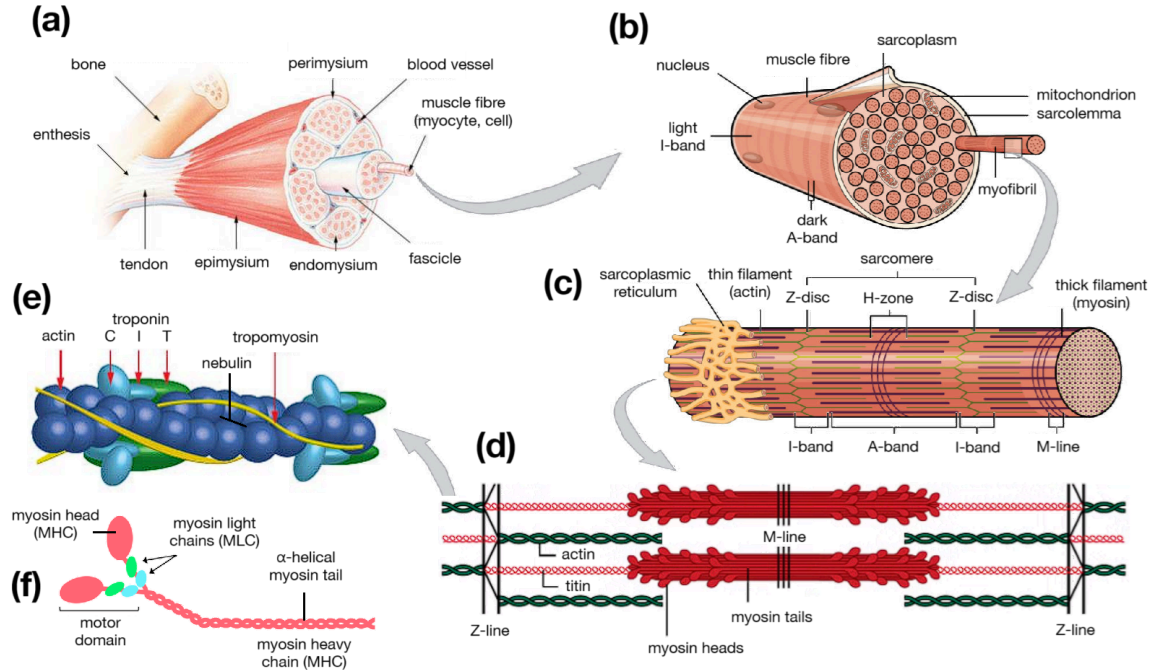 (a)
bone
enthesis
tendon
epimysium
perimysium
blood vessel
muscle fibre
(myocyte, cell)
endomysium
fascicle
(b)
sarcoplasm
muscle fibre
nucleus
mitochondrion
sarcolemma
light
I-band
myofibril
dark
A-band
(c)
sarcomere
sarcoplasmic
reticulum
thin filament
(actin)
Z-disc
H-zone
Z-disc
thick filament
(myosin)
I-band
A-band
I-band
M-line
(e)
actin
troponin
C I T
tropomyosin
nebulin
(d)
M-line
actin
titin
myosin tails
myosin heads
Z-line
Z-line
(f)
myosin head
(MHC)
myosin light
chains (MLC)
α-helical
myosin tail
motor
domain
myosin heavy
chain (MHC)